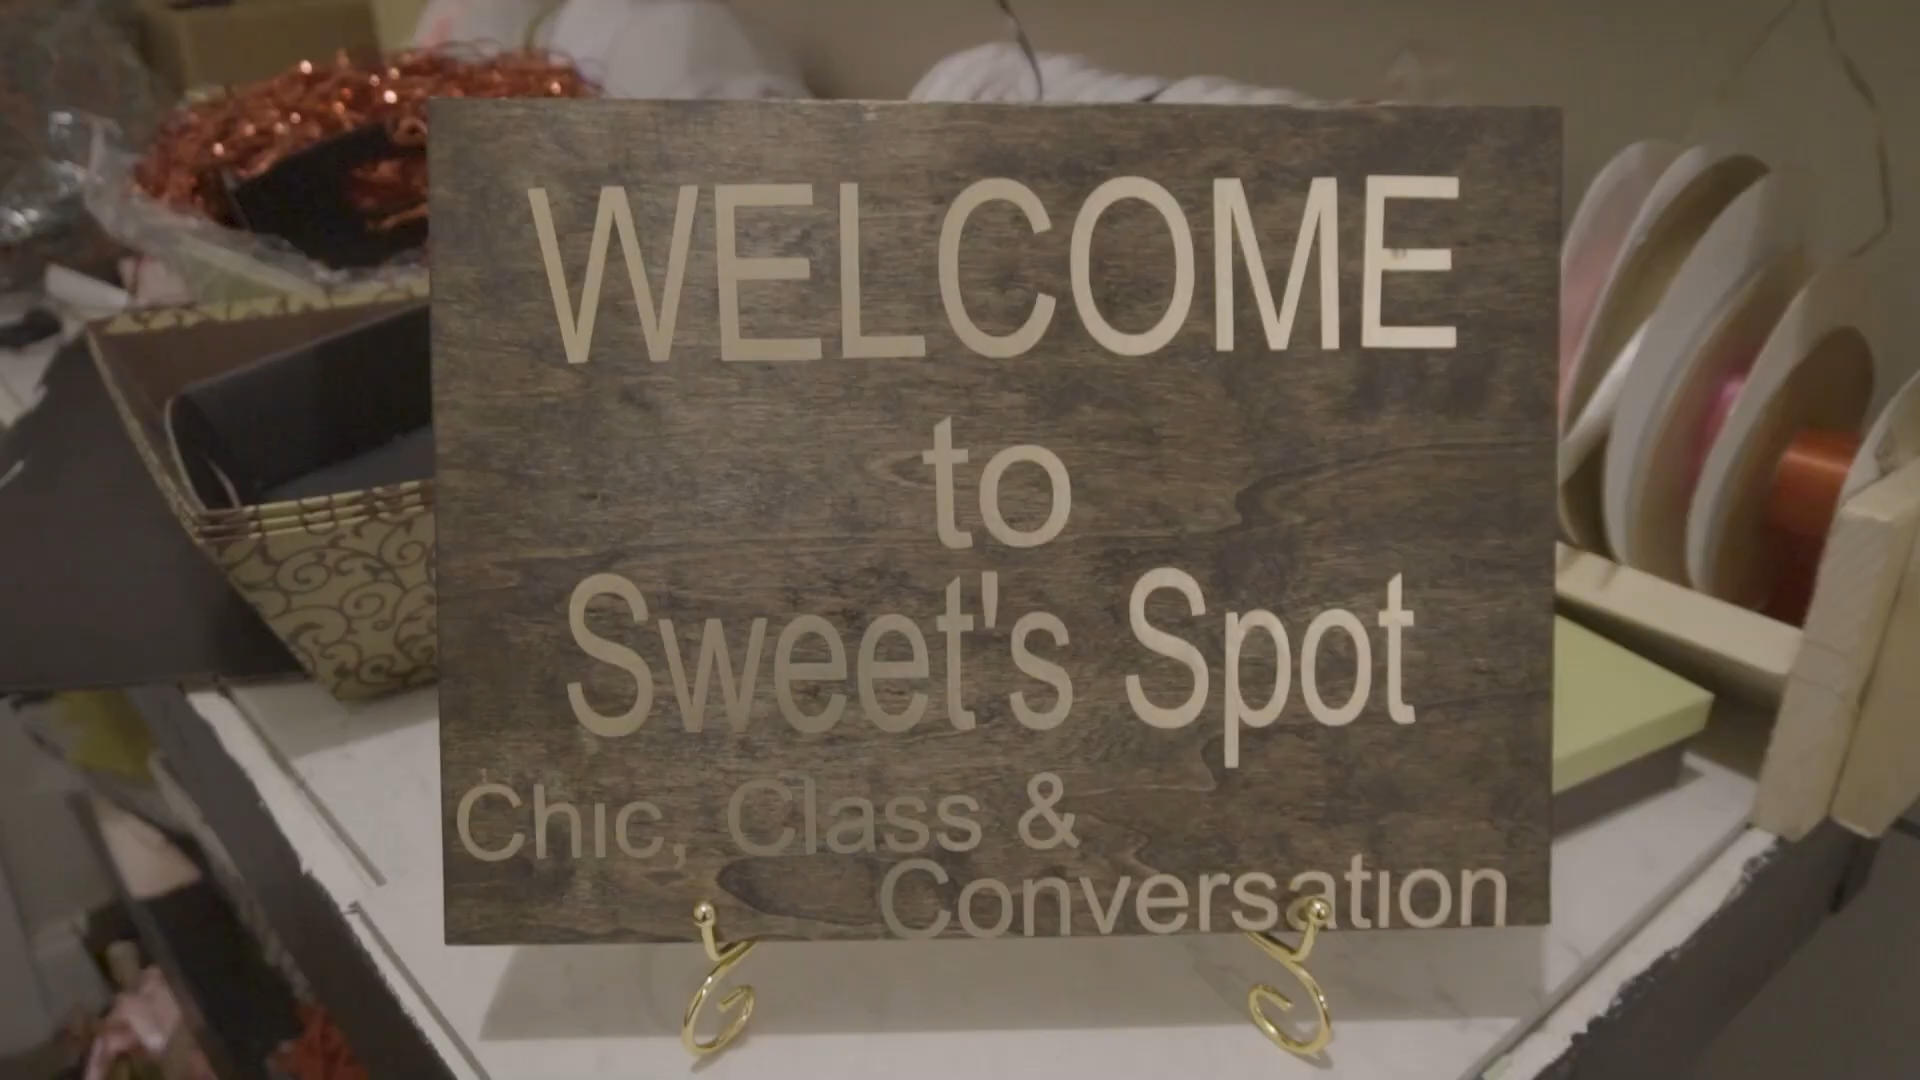 WELCOME
to
Sweet's Spot
Chic, Class &
Conversation